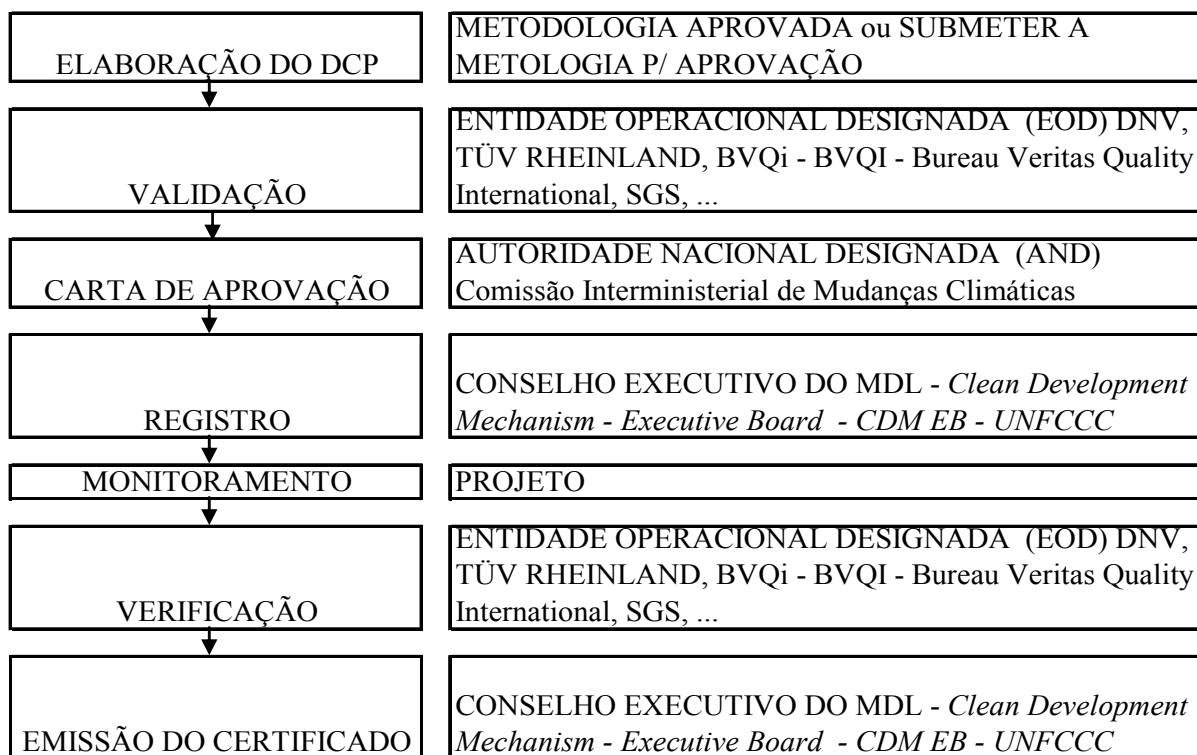 ELABORAÇÃO DO DCP
METODOLOGIA APROVADA ou SUBMETER A
METOLOGIA P/ APROVAÇÃO
VALIDAÇÃO
ENTIDADE OPERACIONAL DESIGNADA (EOD) DNV,
TÜV RHEINLAND, BVQi - BVQI - Bureau Veritas Quality
International, SGS, ...
CARTA DE APROVAÇÃO
AUTORIDADE NACIONAL DESIGNADA (AND)
Comissão Interministerial de Mudanças Climáticas
REGISTRO
CONSELHO EXECUTIVO DO MDL - Clean Development
Mechanism - Executive Board - CDM EB - UNFCCC
MONITORAMENTO
PROJETO
VERIFICAÇÃO
ENTIDADE OPERACIONAL DESIGNADA (EOD) DNV,
TÜV RHEINLAND, BVQi - BVQI - Bureau Veritas Quality
International, SGS, ...
EMISSÃO DO CERTIFICADO
CONSELHO EXECUTIVO DO MDL - Clean Development
Mechanism - Executive Board - CDM EB - UNFCCC